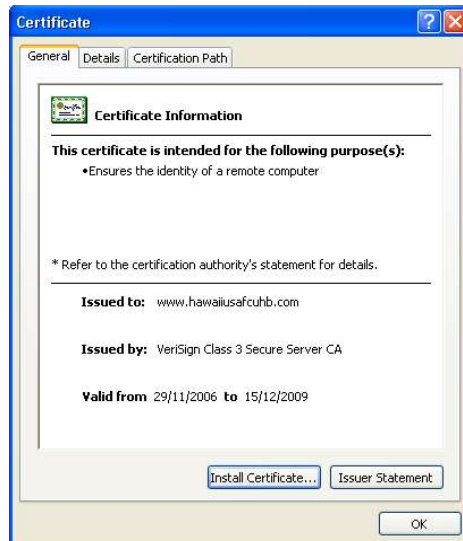 Certificate
General Details Certification Path
Certificate Information
This certificate is intended for the following purpose(s):
•Ensures the identity of a remote computer
* Refer to the certification authority's statement for details.
Issued to: www.hawaiiusafcuhb.com
Issued by: VeriSign Class 3 Secure Server CA
Valid from 29/11/2006 to 15/12/2009
Install Certificate... Issuer Statement
OK